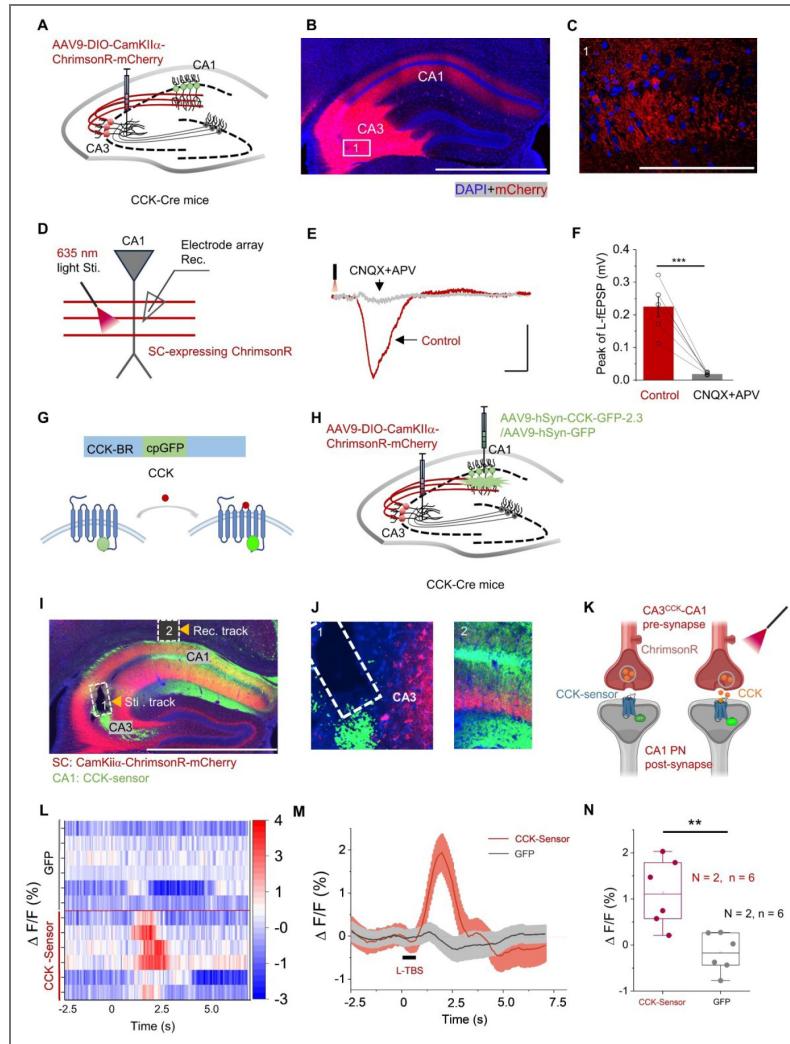 A
AAV9-DIO-CamKIIα-
ChrimsonR-mCherry
CA1
CA3
CCK-Cre mice
B
CA1
CA3
1
DAPI+mCherry
C
1
D
CA1
635 nm
light Sti.
Electrode array
Rec.
SC-expressing ChrimsonR
E
CNQX+APV
Control
F
***
Peak of L-fEPSP (mV)
0.4
0.3
0.2
0.1
0.0
Control
CNQX+APV
G
CCK-BR
cpGFP
CCK
H
AAV9-DIO-CamKIIα-
ChrimsonR-mCherry
AAV9-hSyn-CCK-GFP-2.3
/AAV9-hSyn-GFP
CA1
CA3
CCK-Cre mice
I
2
Rec. track
CA1
1
Sti . track
CA3
SC: CamKiiα-ChrimsonR-mCherry
CA1: CCK-sensor
J
1
CA3
2
K
CA3CCK-CA1
pre-synapse
ChrimsonR
CCK-sensor
CCK
CA1 PN
post-synapse
L
Δ F/F (%)
GFP
CCK -Sensor
4
3
2
1
-0
-1
-2
-3
-2.5
2.5
5.0
Time (s)
M
CCK-Sensor
GFP
Δ F/F (%)
2
1
0
-1
L-TBS
-2.5
0.0
2.5
5.0
7.5
Time (s)
N
**
Δ F/F (%)
2
1
0
-1
N = 2, n = 6
N = 2, n = 6
CCK-Sensor
GFP